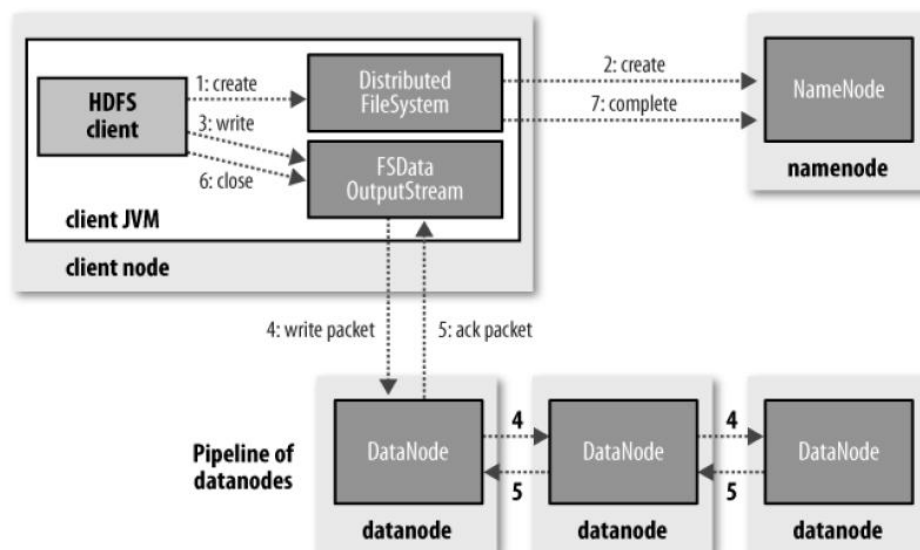 HDFS
client
1: create
3: write
6: close
Distributed
FileSystem
FSData
OutputStream
client JVM
client node
2: create
7: complete
NameNode
namenode
4: write packet
5: ack packet
Pipeline of
datanodes
DataNode
4
5
DataNode
4
5
DataNode
datanode
datanode
datanode